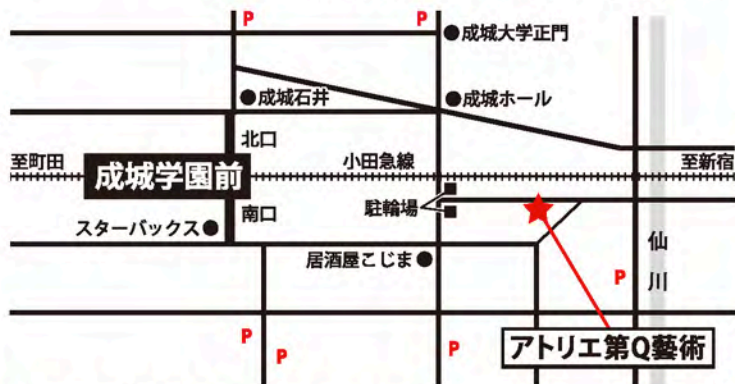 P
P
成城大学正門
成城石井
成城ホール
北口
至町田
小田急線
至新宿
成城学園前
駐輪場
南口
スターバックス
仙川
居酒屋こじま
P
P
P
P
アトリエ第Q藝術